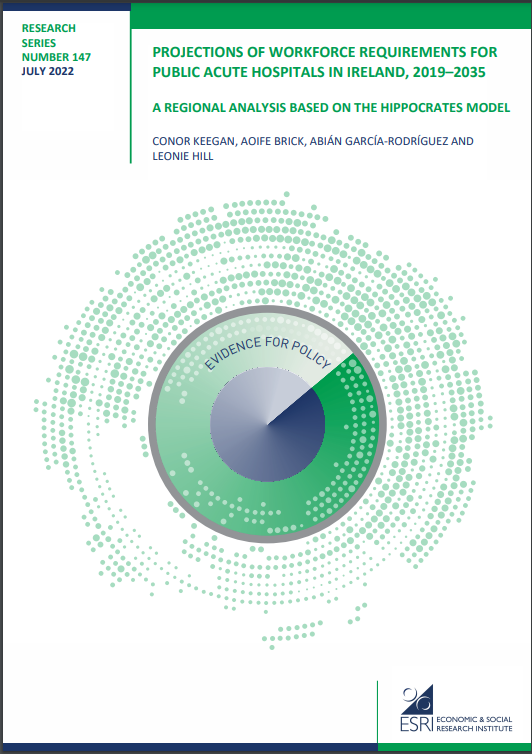 RESEARCH
SERIES
NUMBER 147
JULY 2022
PROJECTIONS OF WORKFORCE REQUIREMENTS FOR
PUBLIC ACUTE HOSPITALS IN IRELAND, 2019–2035
A REGIONAL ANALYSIS BASED ON THE HIPPOCRATES MODEL
CONOR KEEGAN, AOIFE BRICK, ABIÁN GARCÍA-RODRÍGUEZ AND
LEONIE HILL
EVIDENCE FOR POLICY
ESRI
ECONOMIC & SOCIAL
RESEARCH INSTITUTE